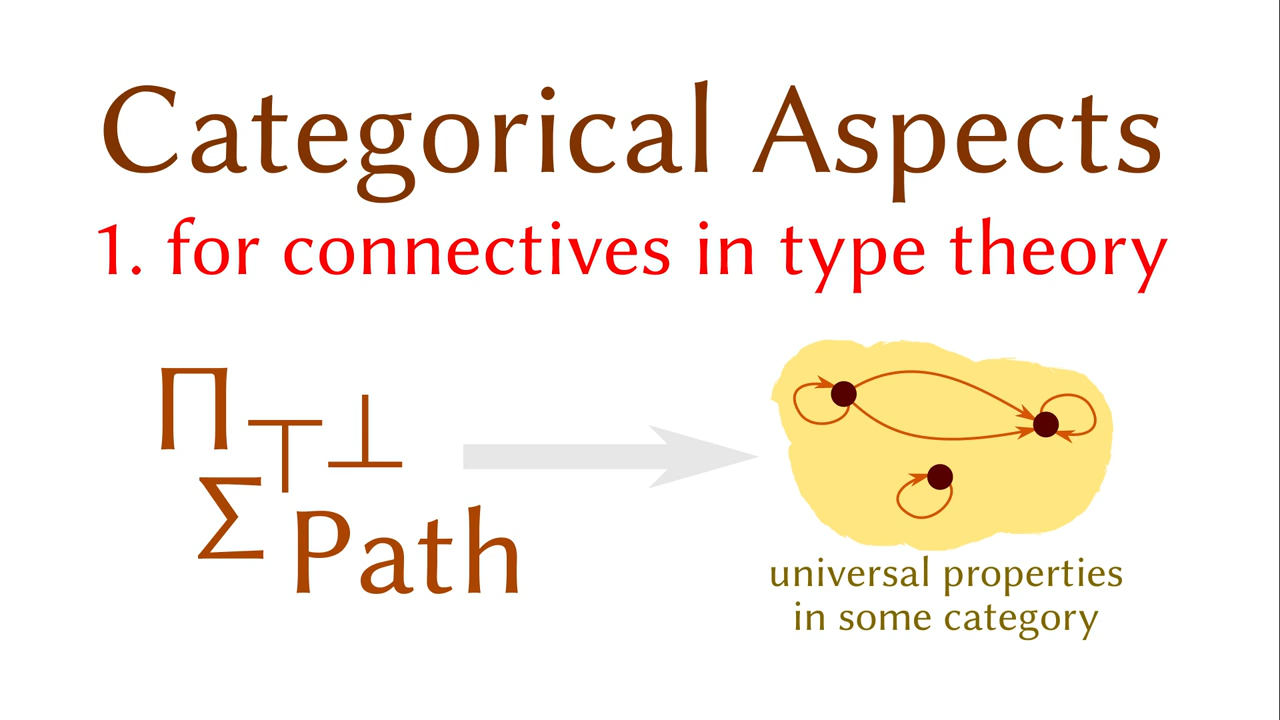 Categorical Aspects
1. for connectives in type theory
Π ⊤ ⊥
Σ Path
universal properties
in some category